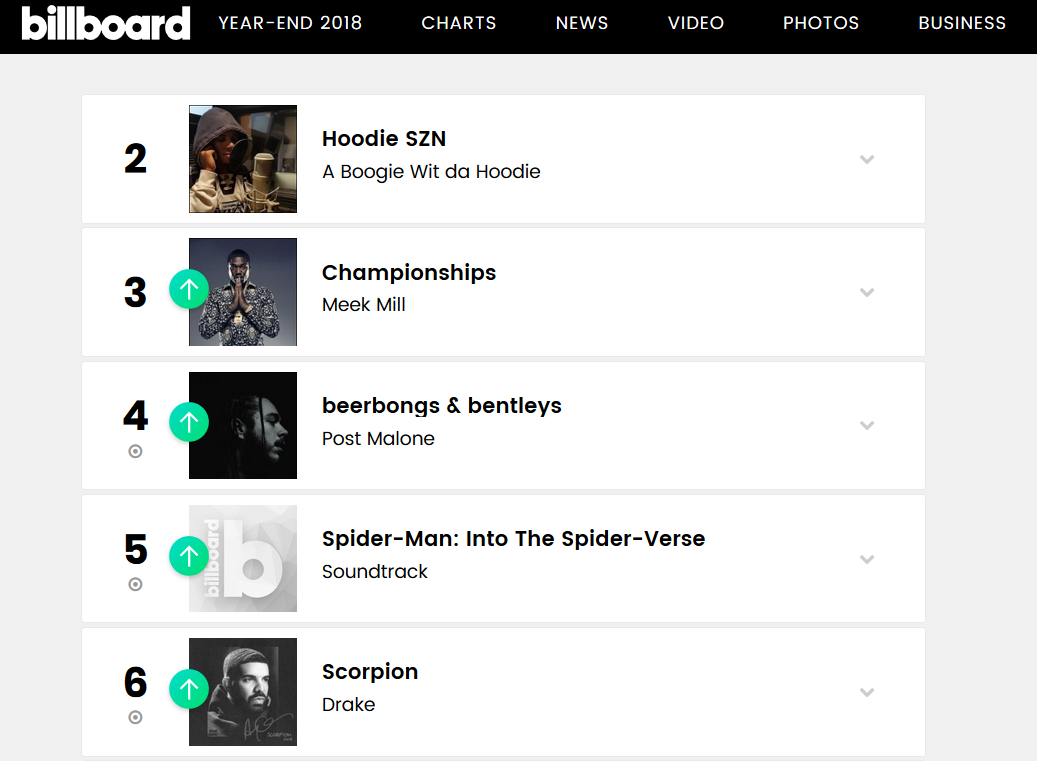 billboard YEAR-END 2018 CHARTS NEWS VIDEO PHOTOS BUSINESS
2
Hoodie SZN
A Boogie Wit da Hoodie
3
Championships
Meek Mill
4
beerbongs & bentleys
Post Malone
5
billboard b
Spider-Man: Into The Spider-Verse
Soundtrack
6
Scorpion
Drake
SCORPION